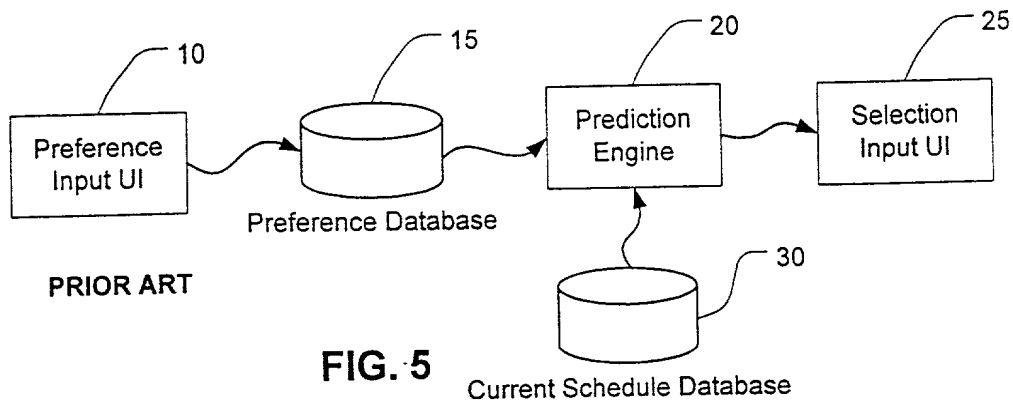 10
15
20
25
Preference
Input UI
Prediction
Engine
Selection
Input UI
Preference Database
PRIOR ART
30
FIG. 5
Current Schedule Database